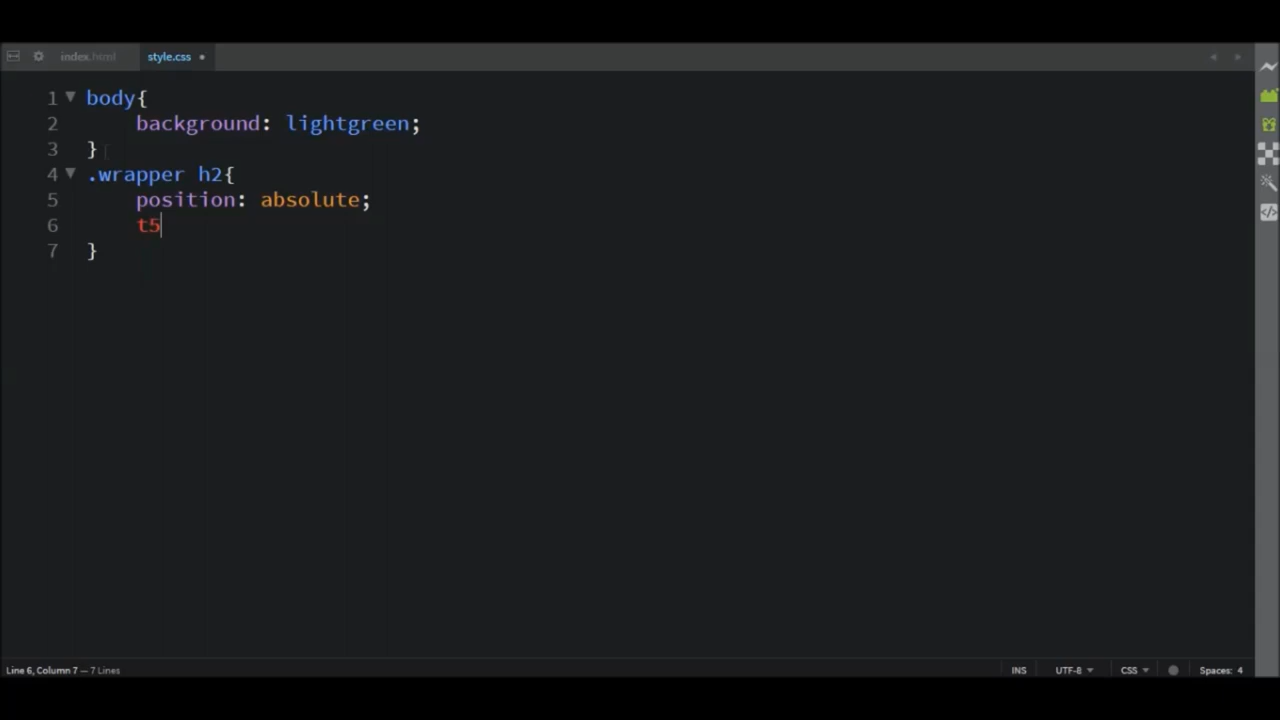 index.html style.css
1 body{
2 background: lightgreen;
3 }
4 .wrapper h2{
5 position: absolute;
6 t5
7 }
Line 6, Column 7 — 7 Lines INS UTF-8 CSS Spaces: 4